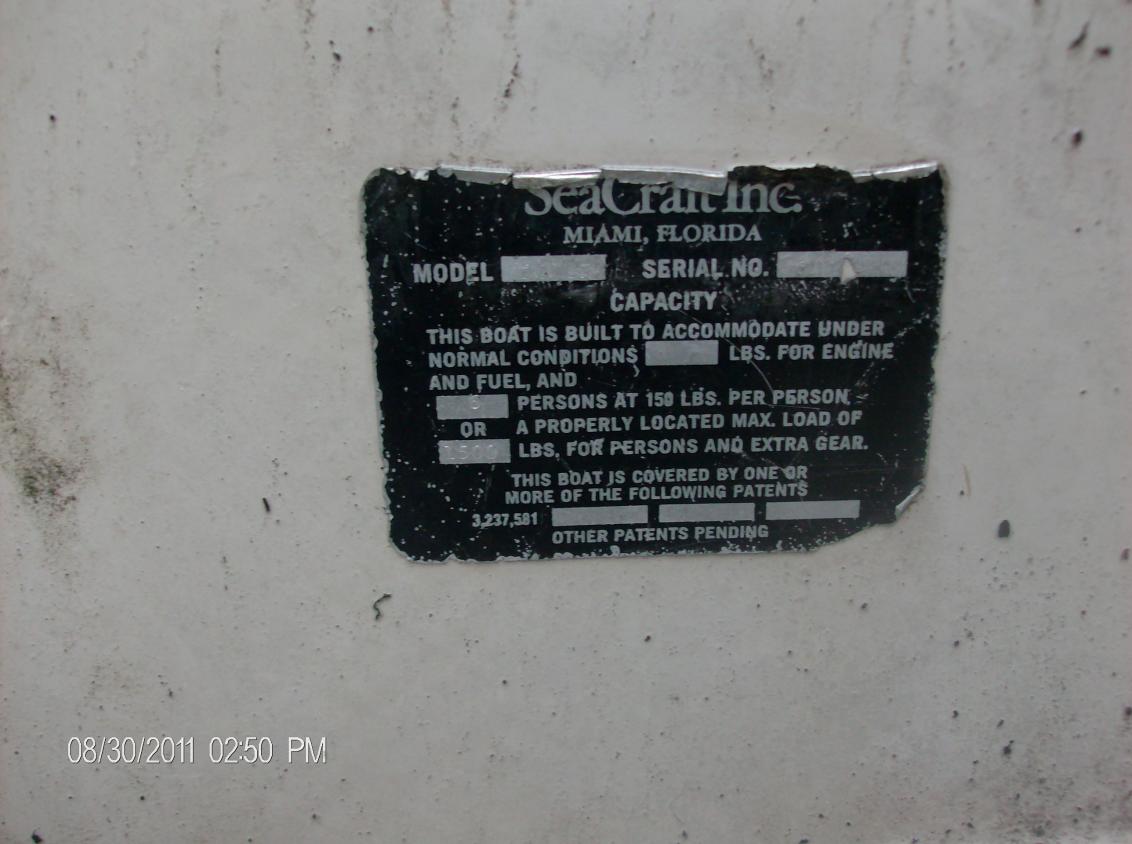 SeaCraft Inc.
MIAMI, FLORIDA
MODEL SERIAL NO.
CAPACITY
THIS BOAT IS BUILT TO ACCOMMODATE UNDER
NORMAL CONDITIONS LBS. FOR ENGINE
AND FUEL, AND
PERSONS AT 150 LBS. PER PERSON
OR A PROPERLY LOCATED MAX. LOAD OF
1500 LBS, FOR PERSONS AND EXTRA GEAR.
THIS BOAT IS COVERED BY ONE OR
MORE OF THE FOLLOWING PATENTS
3,237,581
OTHER PATENTS PENDING
08/30/2011 02:50 PM